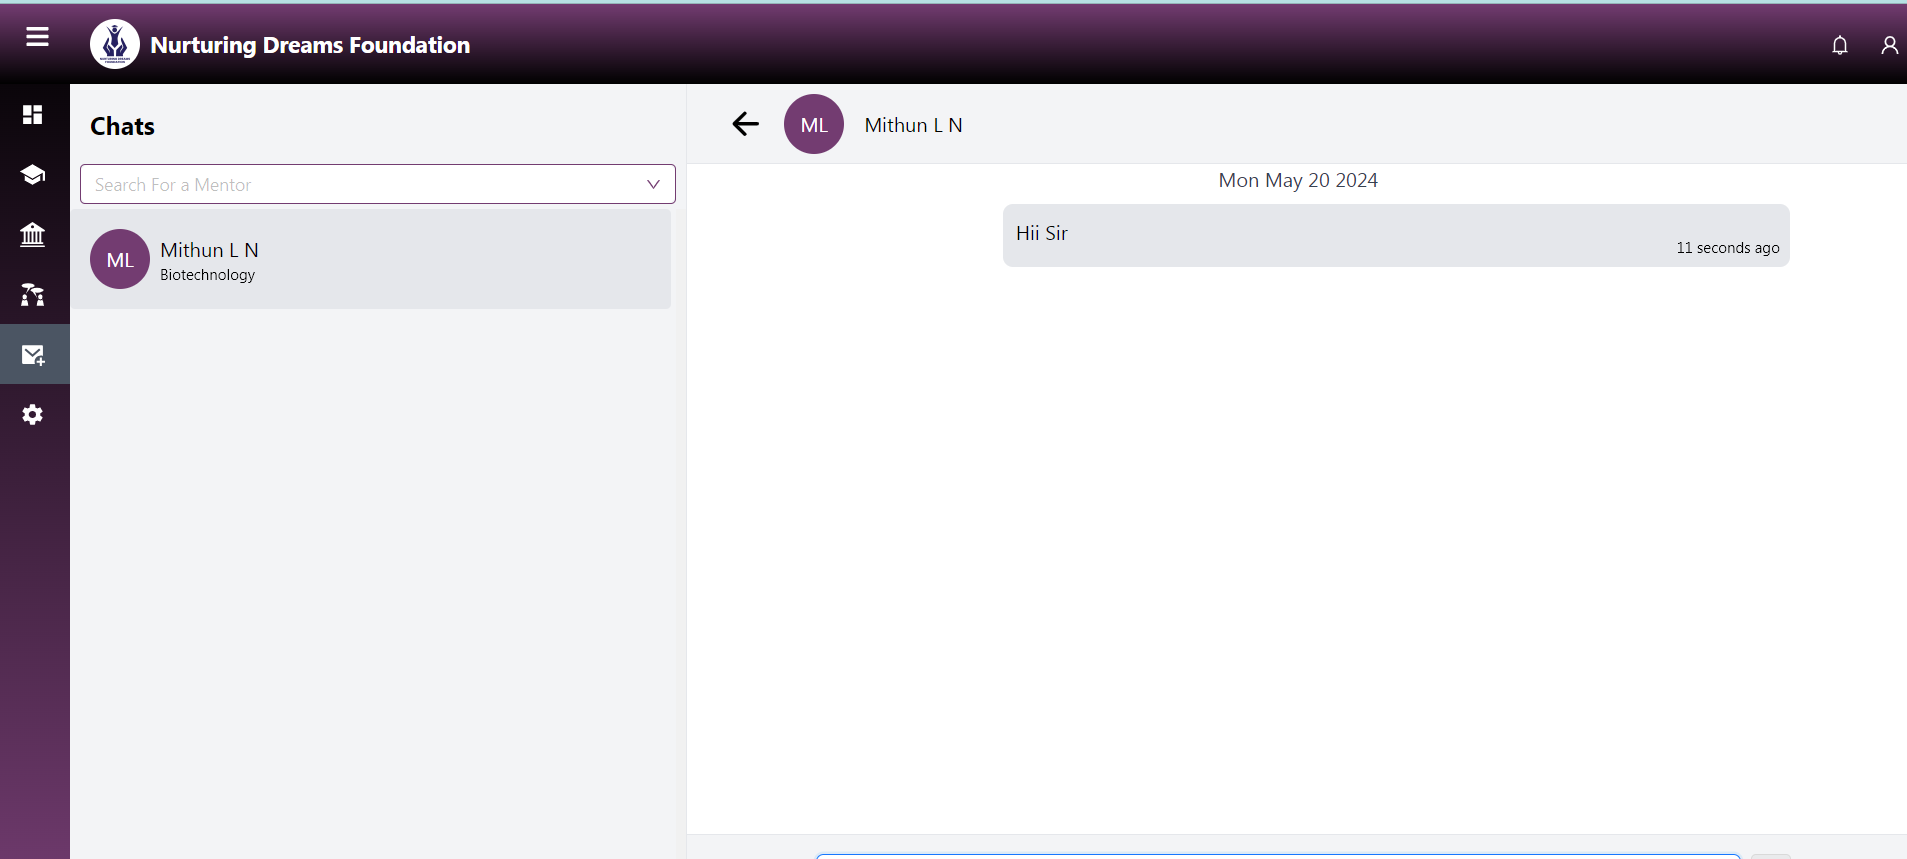 Nurturing Dreams Foundation
Chats
Search For a Mentor
ML
Mithun L N
Biotechnology
ML
Mithun L N
Mon May 20 2024
Hii Sir
11 seconds ago